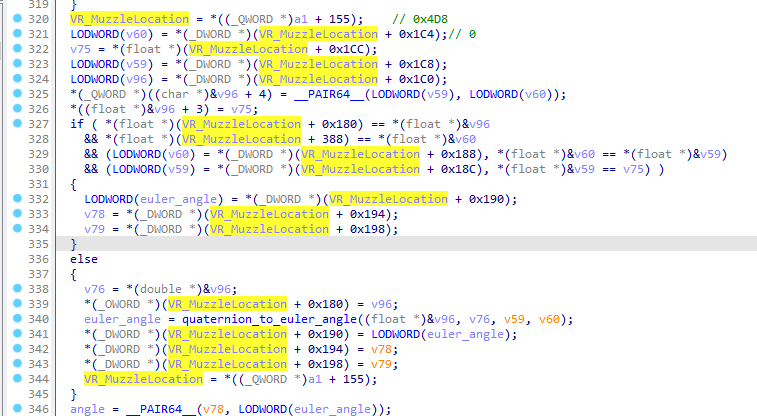 319 }
320 VR_MuzzleLocation = *((_QWORD *)a1 + 155); // 0x4D8
321 LODWORD(v60) = *(_DWORD *)(VR_MuzzleLocation + 0x1C4);// 0
322 v75 = *(float *)(VR_MuzzleLocation + 0x1CC);
323 LODWORD(v59) = *(_DWORD *)(VR_MuzzleLocation + 0x1C8);
324 LODWORD(v96) = *(_DWORD *)(VR_MuzzleLocation + 0x1C0);
325 *(_QWORD *)((char *)&v96 + 4) = __PAIR64__(LODWORD(v59), LODWORD(v60));
326 *((float *)&v96 + 3) = v75;
327 if ( *(float *)(VR_MuzzleLocation + 0x180) == *(float *)&v96
328 && *(float *)(VR_MuzzleLocation + 388) == *(float *)&v60
329 && (LODWORD(v60) = *(_DWORD *)(VR_MuzzleLocation + 0x188), *(float *)&v60 == *(float *)&v59)
330 && (LODWORD(v59) = *(_DWORD *)(VR_MuzzleLocation + 0x18C), *(float *)&v59 == v75) )
331 {
332 LODWORD(euler_angle) = *(_DWORD *)(VR_MuzzleLocation + 0x190);
333 v78 = *(_DWORD *)(VR_MuzzleLocation + 0x194);
334 v79 = *(_DWORD *)(VR_MuzzleLocation + 0x198);
335 }
336 else
337 {
338 v76 = *(double *)&v96;
339 *(_OWORD *)(VR_MuzzleLocation + 0x180) = v96;
340 euler_angle = quaternion_to_euler_angle((float *)&v96, v76, v59, v60);
341 *(_DWORD *)(VR_MuzzleLocation + 0x190) = LODWORD(euler_angle);
342 *(_DWORD *)(VR_MuzzleLocation + 0x194) = v78;
343 *(_DWORD *)(VR_MuzzleLocation + 0x198) = v79;
344 VR_MuzzleLocation = *((_QWORD *)a1 + 155);
345 }
346 angle = __PAIR64__(v78, LODWORD(euler_angle));